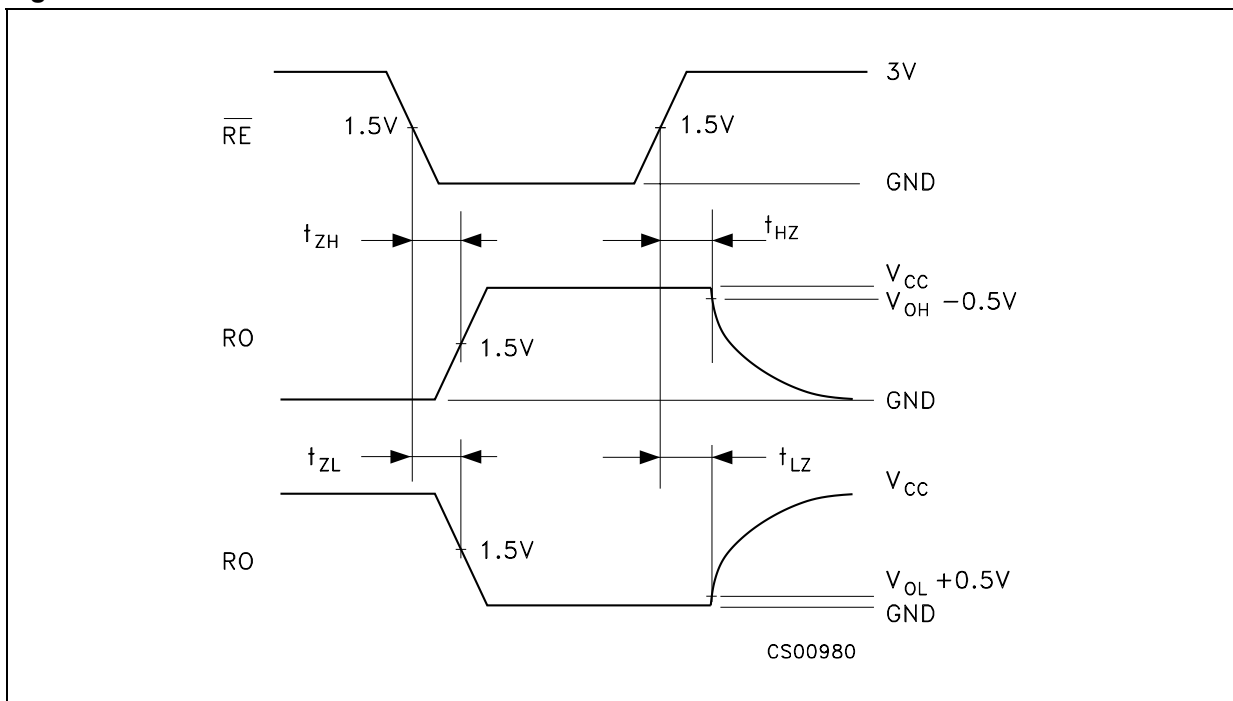 3V
1.5V
1.5V
R̅E̅
GND
tZH
tHZ
VCC
VOH −0.5V
1.5V
RO
GND
tZL
tLZ
VCC
1.5V
RO
VOL +0.5V
GND
CS00980